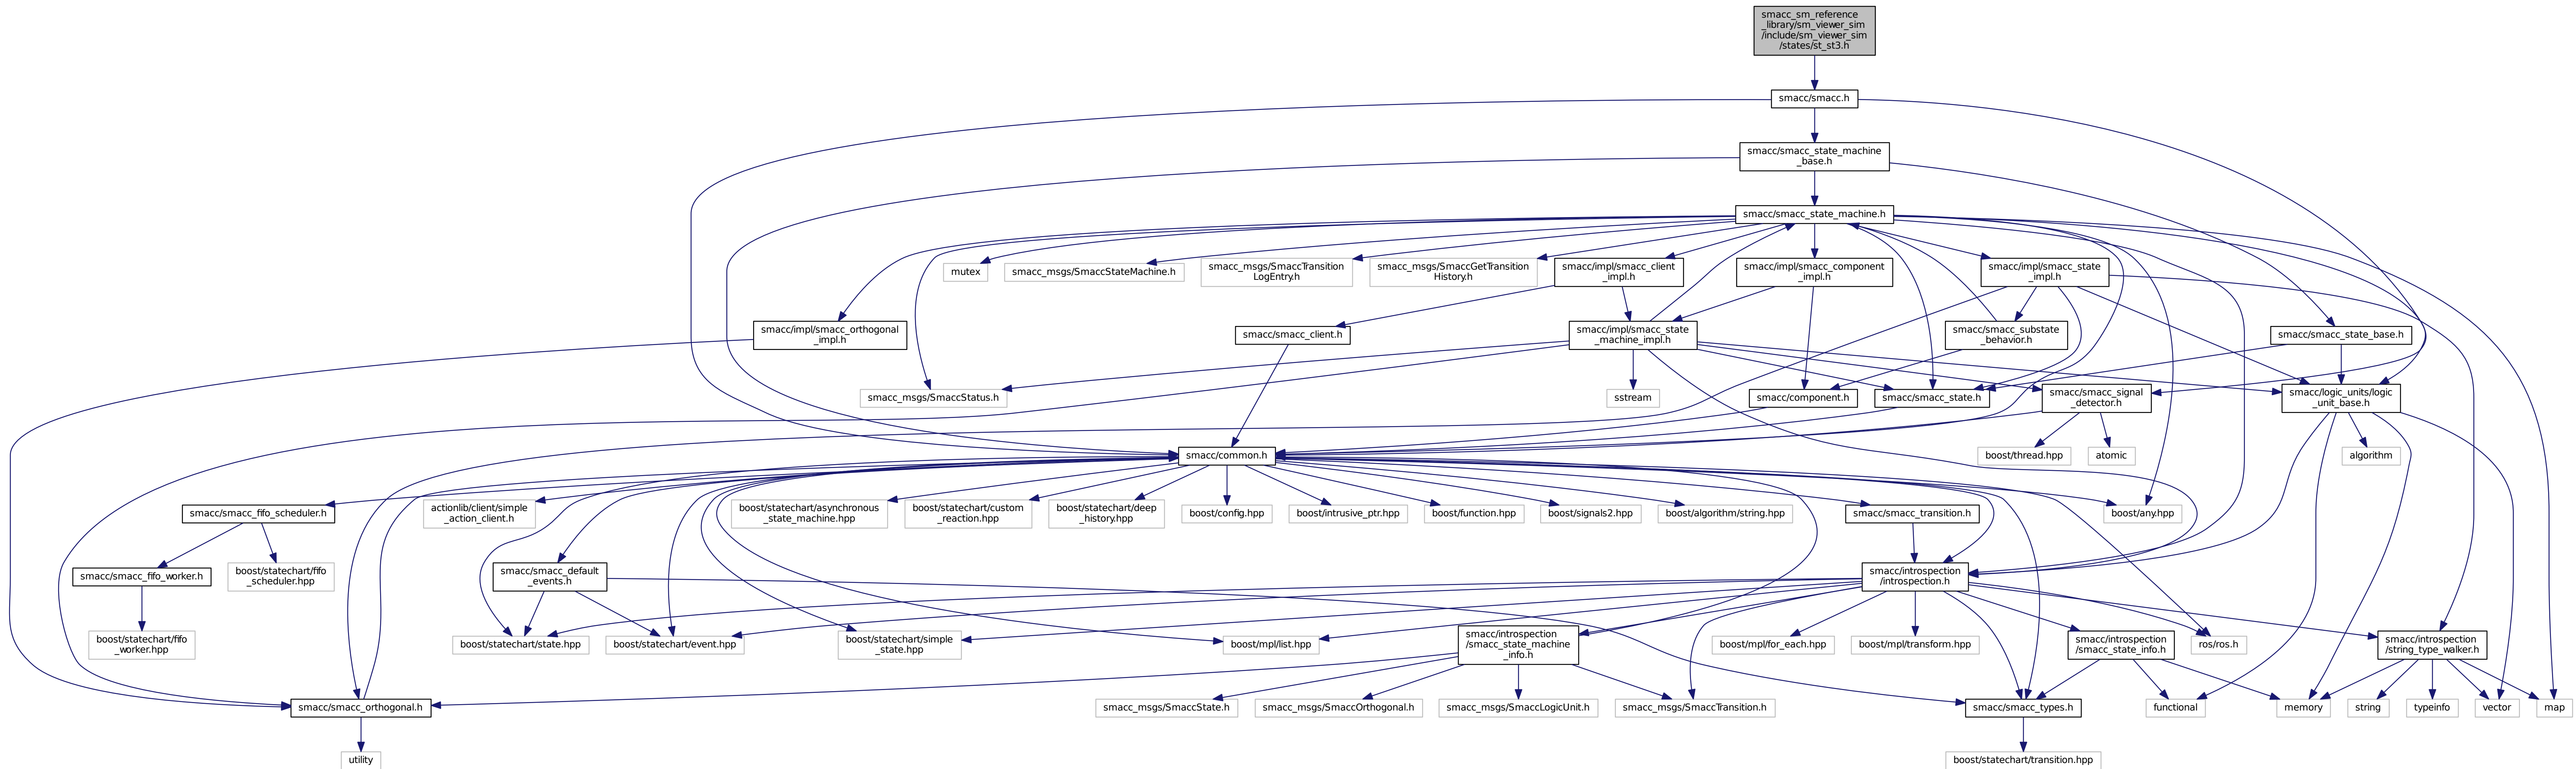 smacc_sm_reference
_library/sm_viewer_sim
/include/sm_viewer_sim
/states/st_st3.h
smacc/smacc.h
smacc/smacc_state_machine
_base.h
smacc/smacc_state_machine.h
mutex
smacc_msgs/SmaccStateMachine.h
smacc_msgs/SmaccTransition
LogEntry.h
smacc_msgs/SmaccGetTransition
History.h
smacc/impl/smacc_client
_impl.h
smacc/impl/smacc_component
_impl.h
smacc/impl/smacc_state
_impl.h
smacc/impl/smacc_orthogonal
_impl.h
smacc/smacc_client.h
smacc/impl/smacc_state
_machine_impl.h
smacc/smacc_substate
_behavior.h
smacc/smacc_state_base.h
smacc_msgs/SmaccStatus.h
sstream
smacc/component.h
smacc/smacc_state.h
smacc/smacc_signal
_detector.h
smacc/logic_units/logic
_unit_base.h
smacc/common.h
boost/thread.hpp
atomic
algorithm
smacc/smacc_fifo_scheduler.h
actionlib/client/simple
_action_client.h
boost/statechart/asynchronous
_state_machine.hpp
boost/statechart/custom
_reaction.hpp
boost/statechart/deep
_history.hpp
boost/config.hpp
boost/intrusive_ptr.hpp
boost/function.hpp
boost/signals2.hpp
boost/algorithm/string.hpp
smacc/smacc_transition.h
boost/any.hpp
smacc/smacc_fifo_worker.h
boost/statechart/fifo
_scheduler.hpp
smacc/smacc_default
_events.h
smacc/introspection
/introspection.h
boost/statechart/fifo
_worker.hpp
boost/statechart/state.hpp
boost/statechart/event.hpp
boost/statechart/simple
_state.hpp
boost/mpl/list.hpp
smacc/introspection
/smacc_state_machine
_info.h
boost/mpl/for_each.hpp
boost/mpl/transform.hpp
smacc/introspection
/smacc_state_info.h
ros/ros.h
smacc/introspection
/string_type_walker.h
smacc/smacc_orthogonal.h
smacc_msgs/SmaccState.h
smacc_msgs/SmaccOrthogonal.h
smacc_msgs/SmaccLogicUnit.h
smacc_msgs/SmaccTransition.h
smacc/smacc_types.h
functional
memory
string
typeinfo
vector
map
utility
boost/statechart/transition.hpp